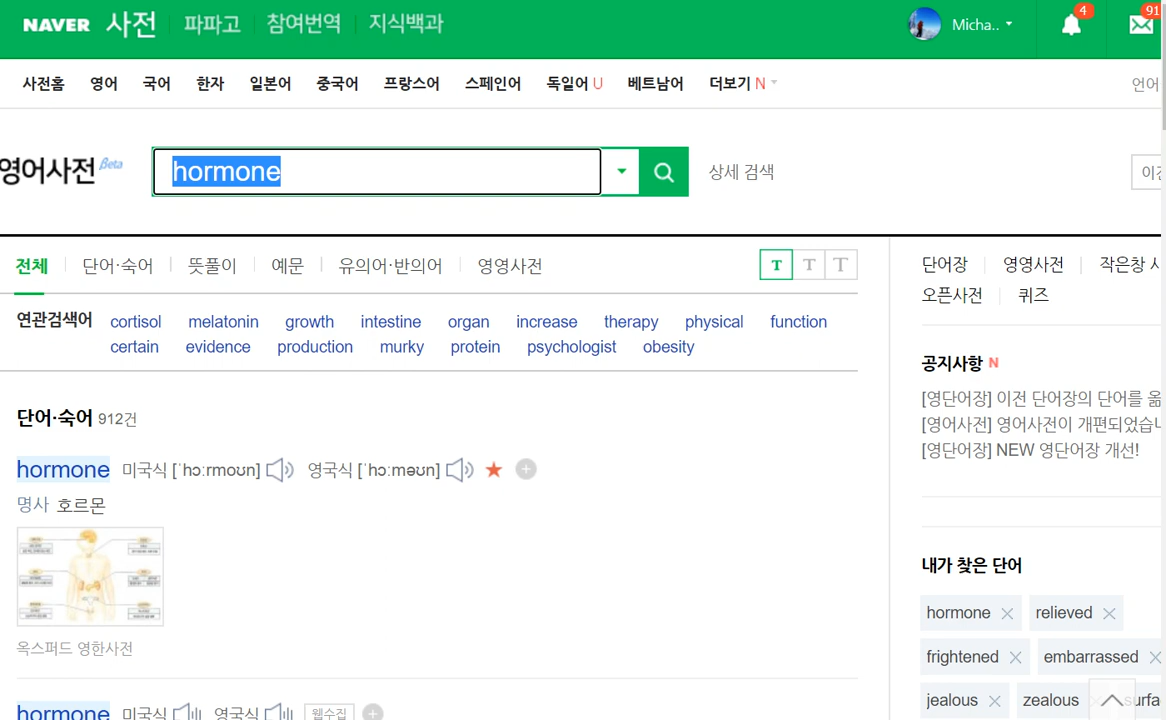 NAVER 사전 파파고 참여번역 지식백과 Micha.. 4 91
사전홈 영어 국어 한자 일본어 중국어 프랑스어 스페인어 독일어 U 베트남어 더보기 N 언어
영어사전 Beta hormone 상세 검색 이전
전체 단어·숙어 뜻풀이 예문 유의어·반의어 영영사전 T T T
연관검색어 cortisol melatonin growth intestine organ increase therapy physical function
certain evidence production murky protein psychologist obesity
단어·숙어 912건
hormone 미국식 [ˈhɔːrmoʊn] 영국식 [ˈhɔːməʊn]
명사 호르몬
옥스퍼드 영한사전
hormone 미국식 영국식 웹수집
단어장 영영사전 작은창
오픈사전 퀴즈
공지사항 N
[영단어장] 이전 단어장의 단어를
[영어사전] 영어사전이 개편되었습
[영단어장] NEW 영단어장 개선!
내가 찾은 단어
hormone relieved
frightened embarrassed
jealous zealous surfa